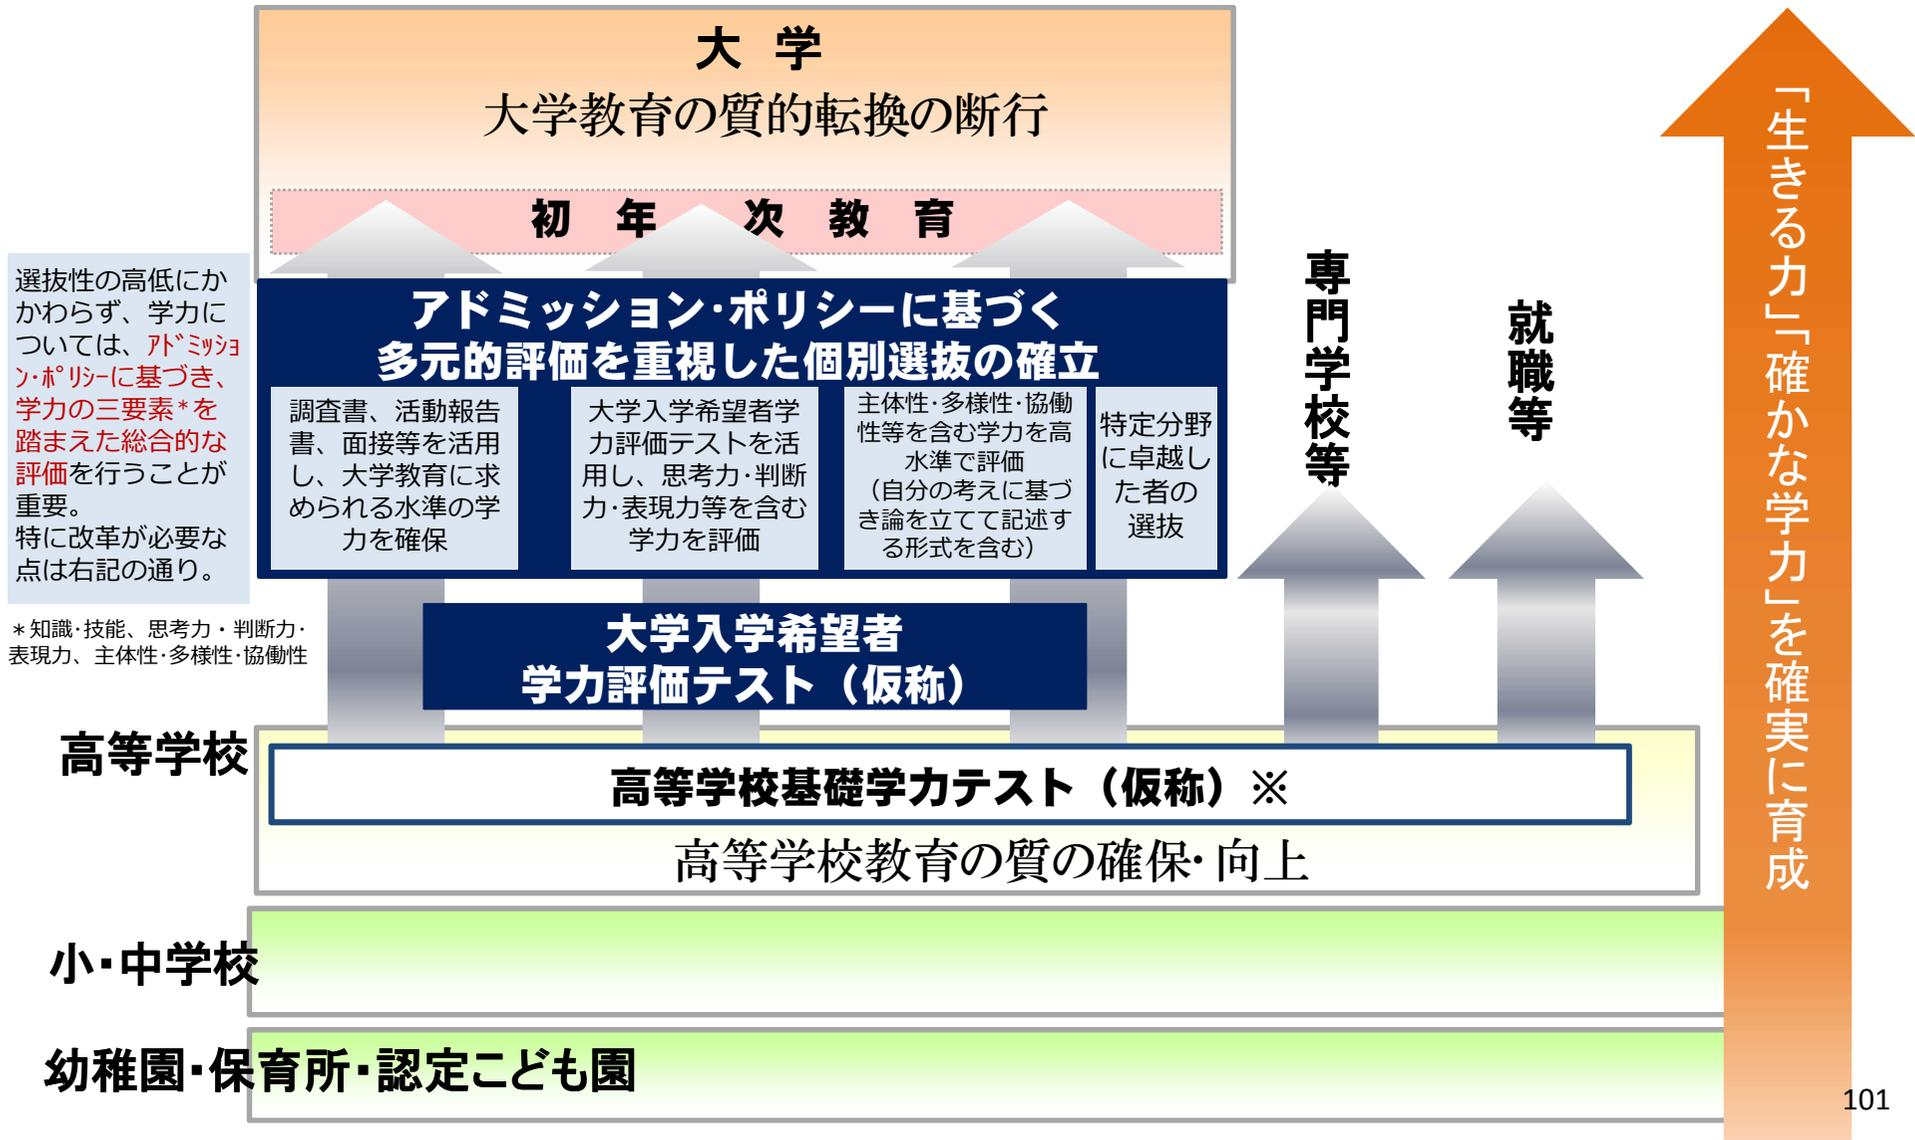 大 学
大学教育の質的転換の断行
初 年 次 教 育
選抜性の高低にか
かわらず、学力に
ついては、ｱﾄﾞﾐｯｼｮ
ﾝ･ﾎﾟﾘｼｰに基づき、
学力の三要素*を
踏まえた総合的な
評価を行うことが
重要。
特に改革が必要な
点は右記の通り。
＊知識･技能、思考力・判断力･
表現力、主体性･多様性･協働性
アドミッション･ポリシーに基づく
多元的評価を重視した個別選抜の確立
調査書、活動報告
書、面接等を活用
し、大学教育に求
められる水準の学
力を確保
大学入学希望者学
力評価テストを活
用し、思考力･判断
力･表現力等を含む
学力を評価
主体性･多様性･協働
性等を含む学力を高
水準で評価
（自分の考えに基づ
き論を立てて記述す
る形式を含む）
特定分野
に卓越し
た者の
選抜
専門学校等
就職等
大学入学希望者
学力評価テスト（仮称）
高等学校
高等学校基礎学力テスト（仮称）※
高等学校教育の質の確保･向上
小・中学校
幼稚園・保育所・認定こども園
「生きる力」「確かな学力」を確実に育成
101